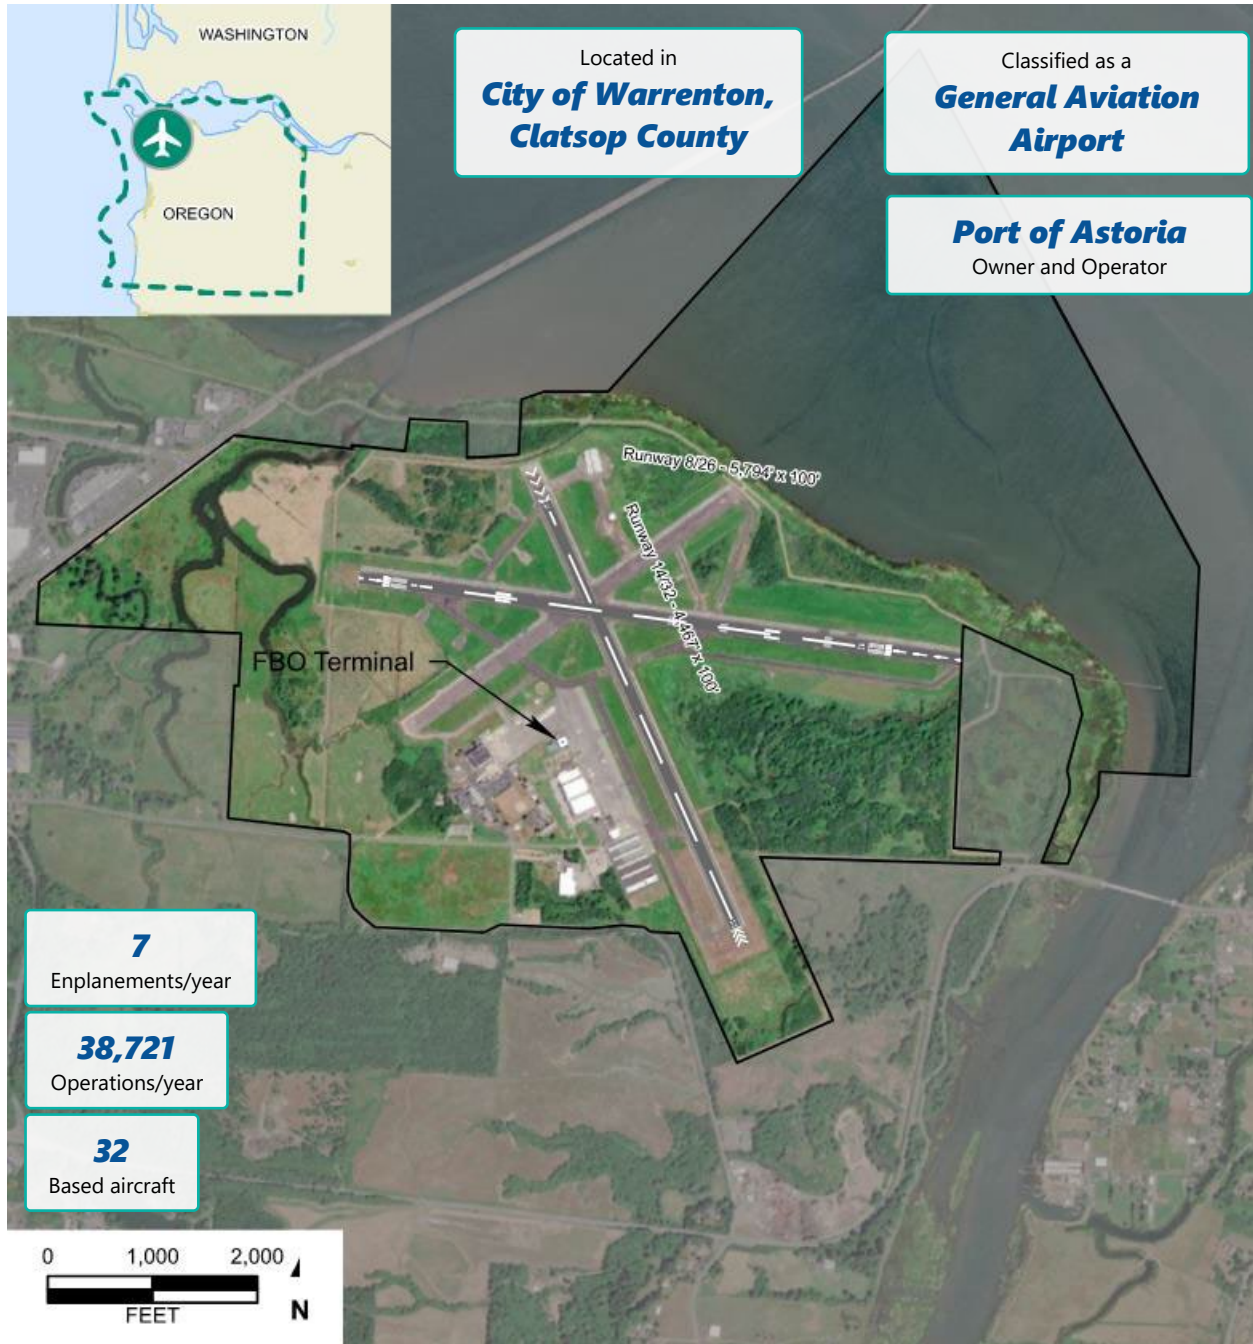 WASHINGTON
OREGON
Located in
City of Warrenton,
Clatsop County
Classified as a
General Aviation
Airport
Port of Astoria
Owner and Operator
Runway 8/26 - 5,794' x 100'
Runway 14/32 - 4,467' x 100'
FBO Terminal
7
Enplanements/year
38,721
Operations/year
32
Based aircraft
0 1,000 2,000
FEET
N